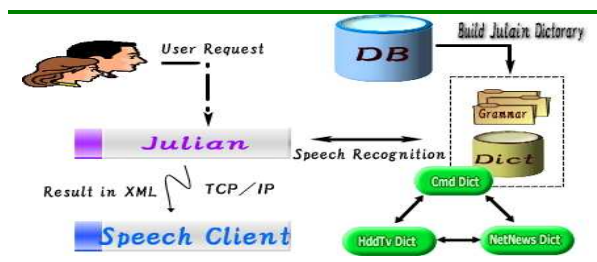 User Request
DB
Build Julain Dictorary
Grammar
Julian
Speech Recognition
Dict
Cmd Dict
Result in XML
TCP/IP
Speech Client
HddTv Dict
NetNews Dict